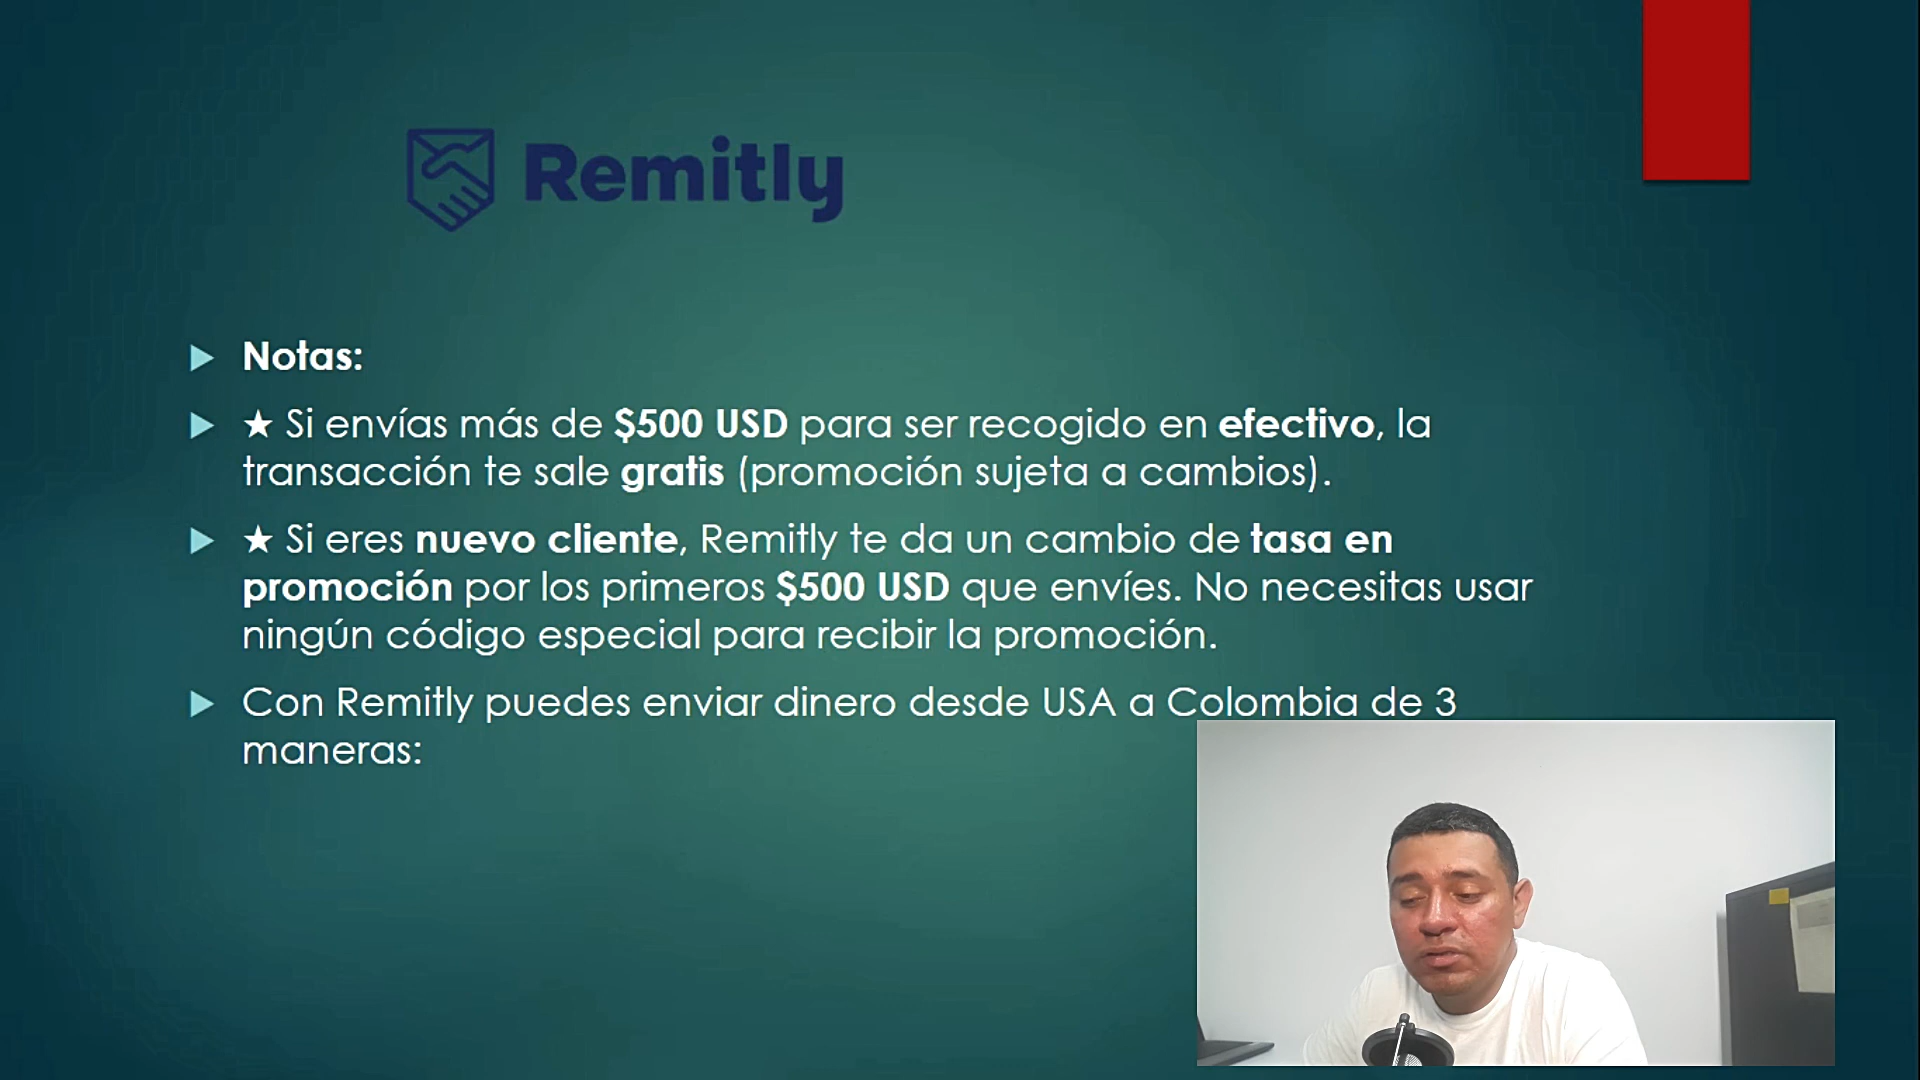 Remitly
Notas:
★ Si envías más de $500 USD para ser recogido en efectivo, la
transacción te sale gratis (promoción sujeta a cambios).
★ Si eres nuevo cliente, Remitly te da un cambio de tasa en
promoción por los primeros $500 USD que envíes. No necesitas usar
ningún código especial para recibir la promoción.
Con Remitly puedes enviar dinero desde USA a Colombia de 3
maneras: